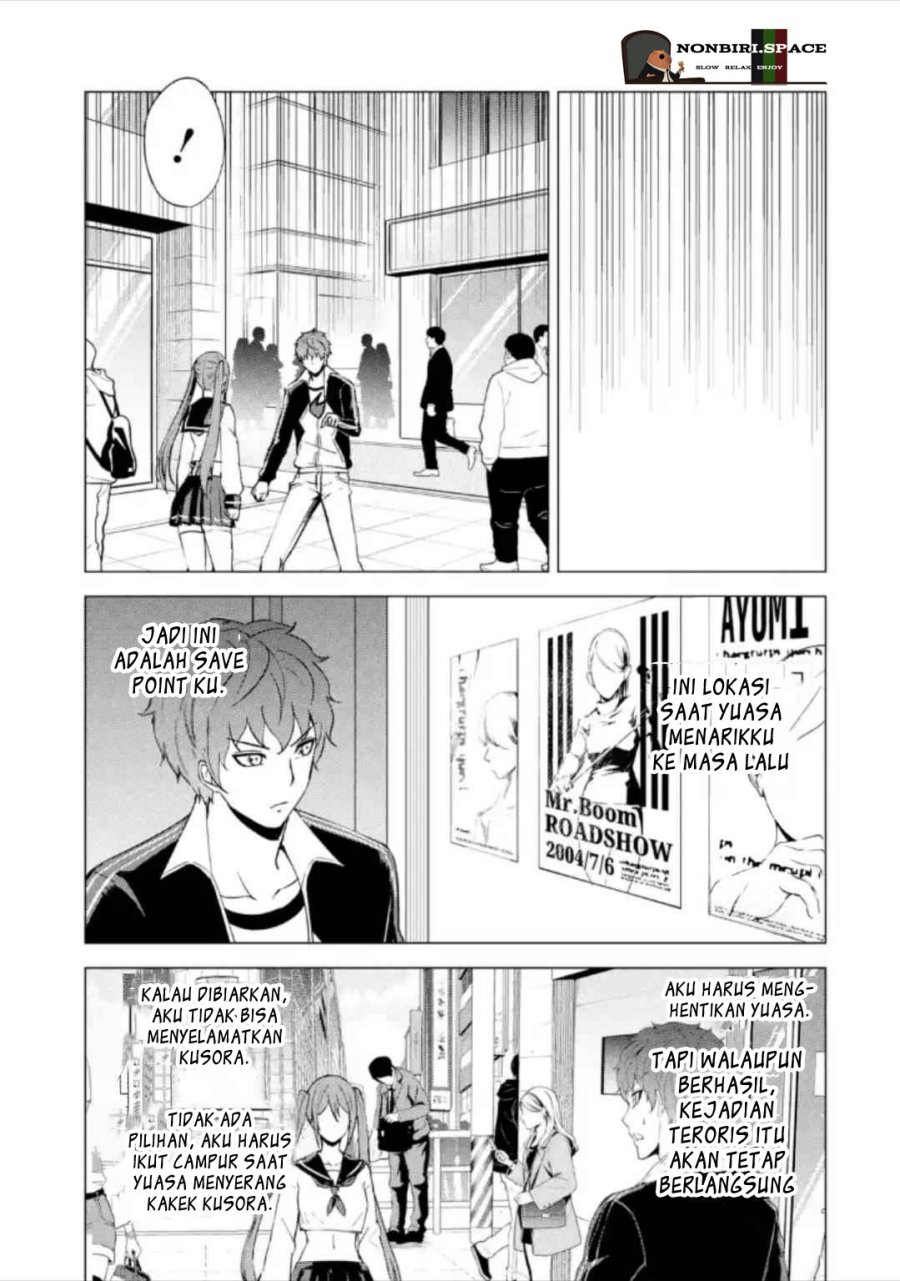 NONBIRI.SPACE
SLOW RELAX ENJOY
!
INI LOKASI
SAAT YUASA
MENARIKKU
KE MASA LALU
JADI INI
ADALAH SAVE
POINT KU.
AYUMI
Mr.Boom
ROADSHOW
2004/7/6
AKU HARUS MENG-
HENTIKAN YUASA.
TAPI WALAUPUN
BERHASIL,
KEJADIAN
TERORIS ITU
AKAN TETAP
BERLANGSUNG
KALAU DIBIARKAN,
AKU TIDAK BISA
MENYELAMATKAN
KUSORA.
TIDAK ADA
PILIHAN, AKU HARUS
IKUT CAMPUR SAAT
YUASA MENYERANG
KAKEK KUSORA.